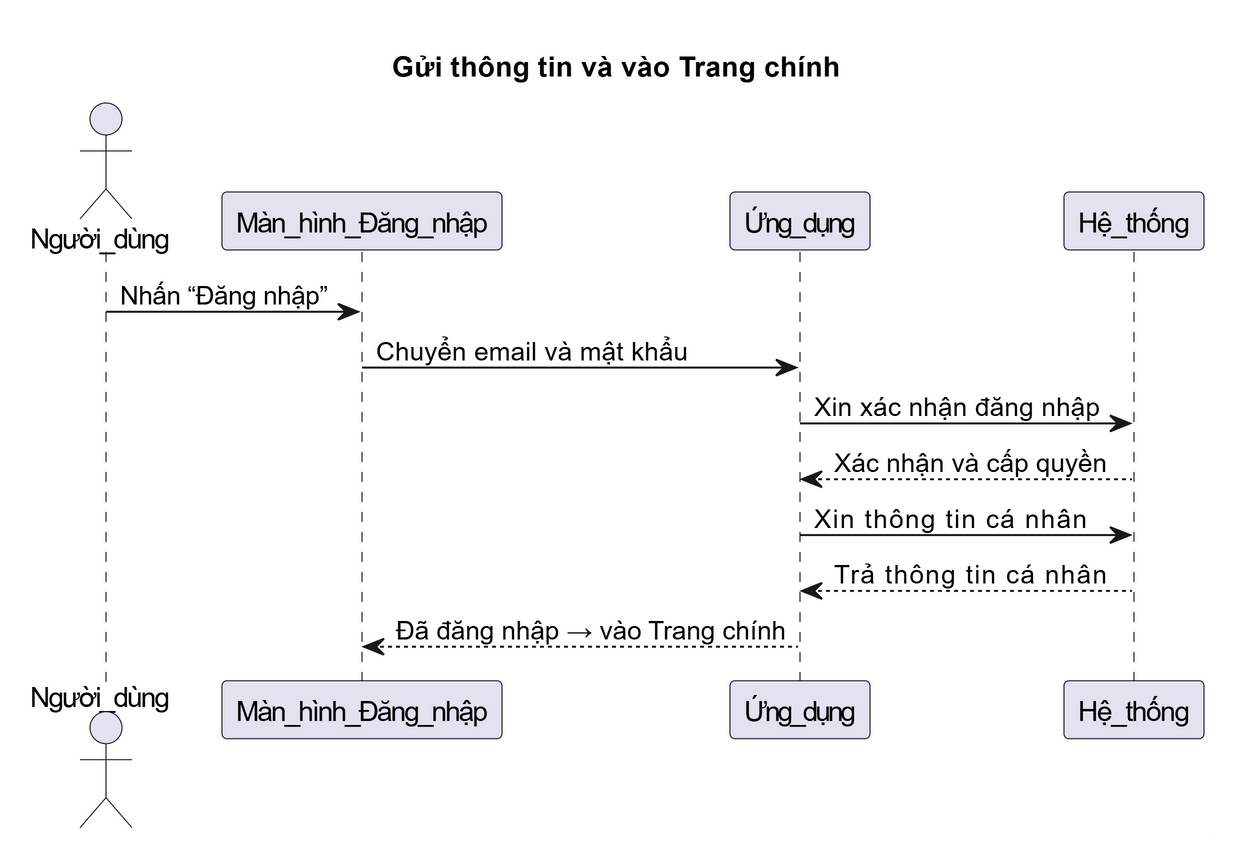 Gửi thông tin và vào Trang chính
Người_dùng
Màn_hình_Đăng_nhập
Ứng_dụng
Hệ_thống
Nhấn “Đăng nhập”
Chuyển email và mật khẩu
Xin xác nhận đăng nhập
Xác nhận và cấp quyền
Xin thông tin cá nhân
Trả thông tin cá nhân
Đã đăng nhập → vào Trang chính
Người_dùng
Màn_hình_Đăng_nhập
Ứng_dụng
Hệ_thống